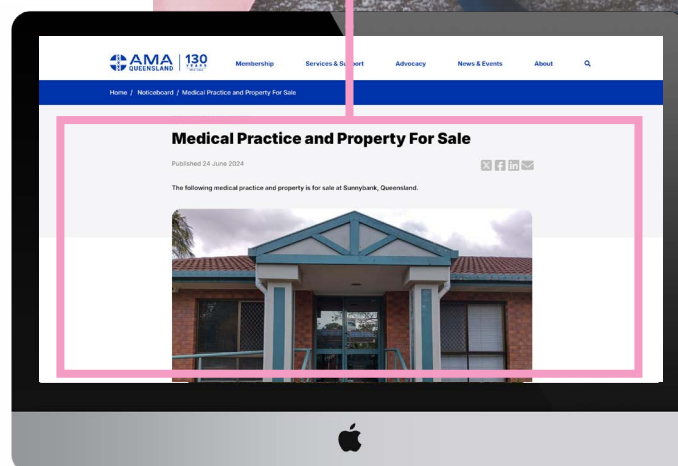 AMA
QUEENSLAND
130
YEARS
Membership
Services & Support
Advocacy
News & Events
About
Home / Noticeboard / Medical Practice and Property For Sale
Medical Practice and Property For Sale
Published 24 June 2024
The following medical practice and property is for sale at Sunnybank, Queensland.